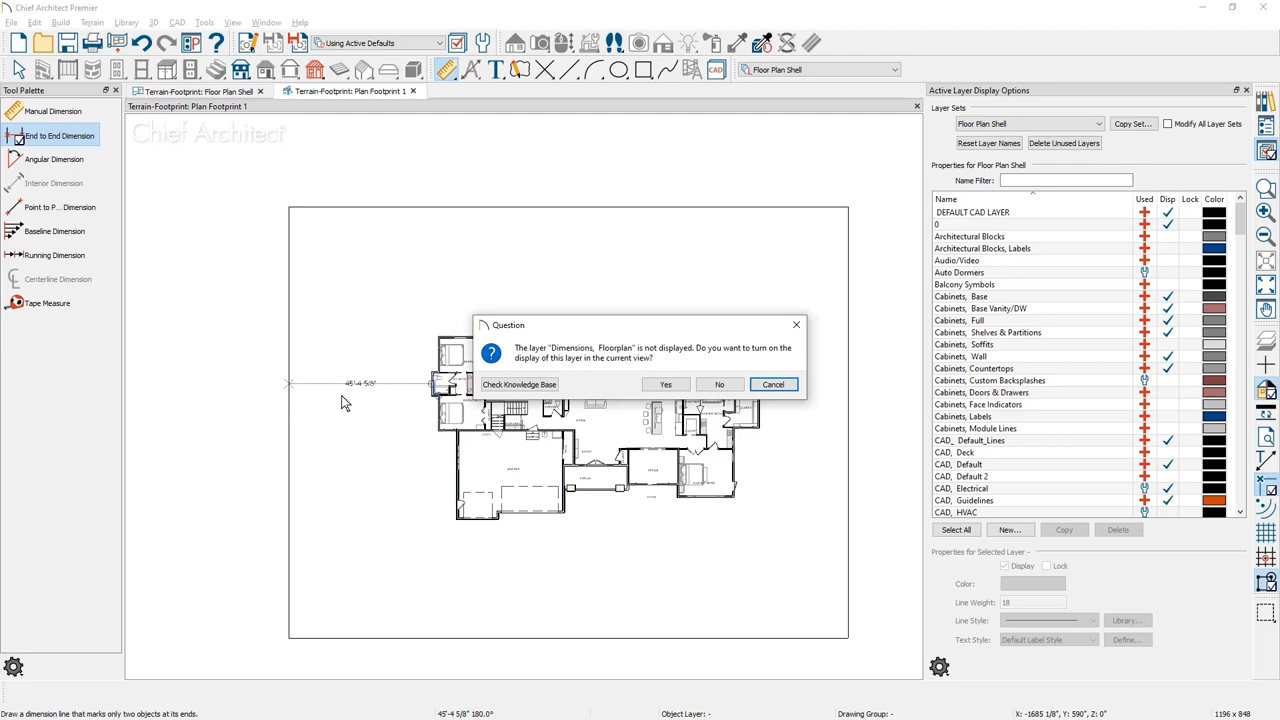 Chief Architect Premier
File Edit Build Terrain Library 3D CAD Tools View Window Help
Using Active Defaults
CAD
Floor Plan Shell
Tool Palette
Terrain-Footprint: Floor Plan Shell
Terrain-Footprint: Plan Footprint 1
Terrain-Footprint: Plan Footprint 1
Chief Architect
Manual Dimension
End to End Dimension
Angular Dimension
Interior Dimension
Point to P... Dimension
Baseline Dimension
Running Dimension
Centerline Dimension
Tape Measure
45'-4 5/8"
Question
The layer "Dimensions, Floorplan" is not displayed. Do you want to turn on the
display of this layer in the current view?
Check Knowledge Base
Yes
No
Cancel
Active Layer Display Options
Layer Sets
Floor Plan Shell
Copy Set...
Modify All Layer Sets
Reset Layer Names
Delete Unused Layers
Properties for Floor Plan Shell
Name Filter:
Name Used Disp Lock Color
DEFAULT CAD LAYER
0
Architectural Blocks
Architectural Blocks, Labels
Audio/Video
Auto Dormers
Balcony Symbols
Cabinets, Base
Cabinets, Base Vanity/DW
Cabinets, Full
Cabinets, Shelves & Partitions
Cabinets, Soffits
Cabinets, Wall
Cabinets, Countertops
Cabinets, Custom Backsplashes
Cabinets, Doors & Drawers
Cabinets, Face Indicators
Cabinets, Labels
Cabinets, Module Lines
CAD_ Default_Lines
CAD, Deck
CAD, Default
CAD, Default 2
CAD, Electrical
CAD, Guidelines
CAD, HVAC
Select All
New...
Copy
Delete
Properties for Selected Layer -
Display
Lock
Color:
Line Weight:
18
Line Style:
Library...
Text Style:
Default Label Style
Define...
Draw a dimension line that marks only two objects at its ends.
45'-4 5/8" 180.0°
Object Layer: -
Drawing Group: -
X: -1685 1/8", Y: 590", Z: 0"
1196 x 848